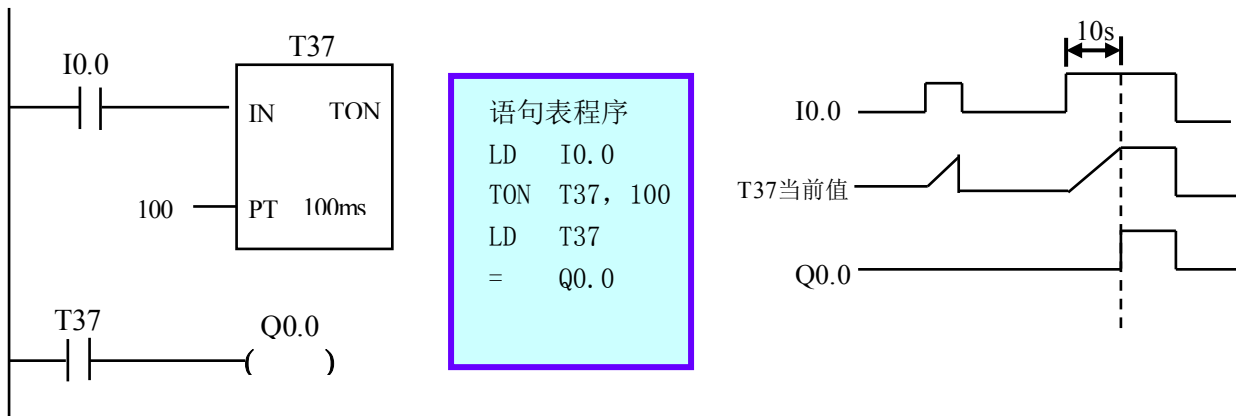 T37
I0.0
IN TON
100 PT 100ms
T37
Q0.0
( )
语句表程序
LD I0.0
TON T37，100
LD T37
= Q0.0
10s
I0.0
T37当前值
Q0.0